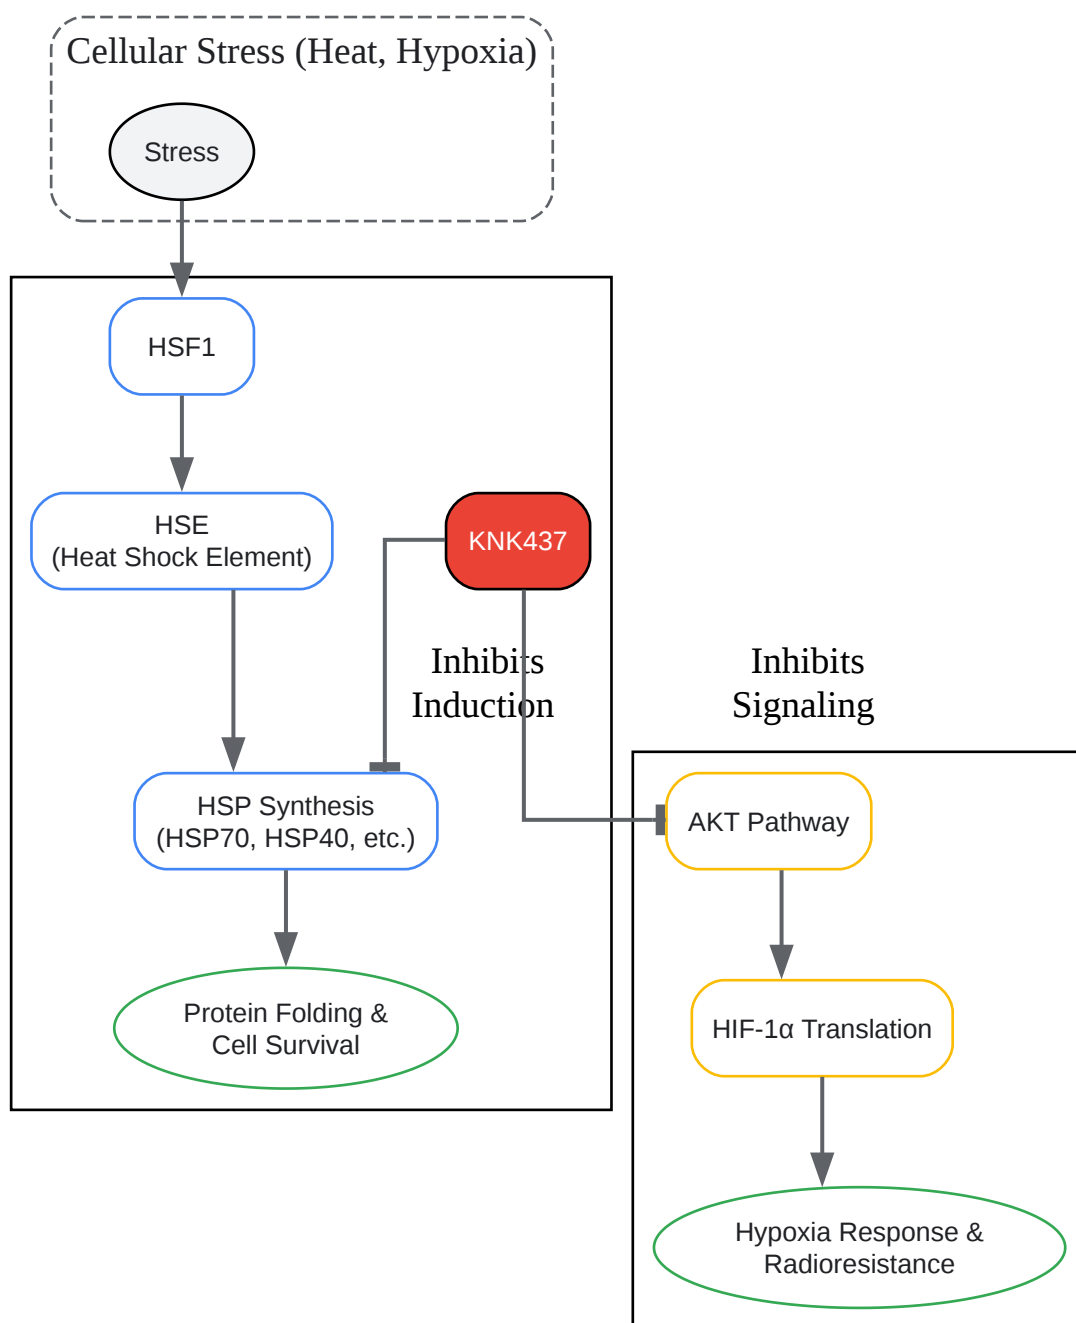 Cellular Stress (Heat, Hypoxia)
Stress
HSF1
HSE
(Heat Shock Element)
KNK437
Inhibits
Induction
Inhibits
Signaling
HSP Synthesis
(HSP70, HSP40, etc.)
AKT Pathway
Protein Folding &
Cell Survival
HIF-1α Translation
Hypoxia Response &
Radioresistance